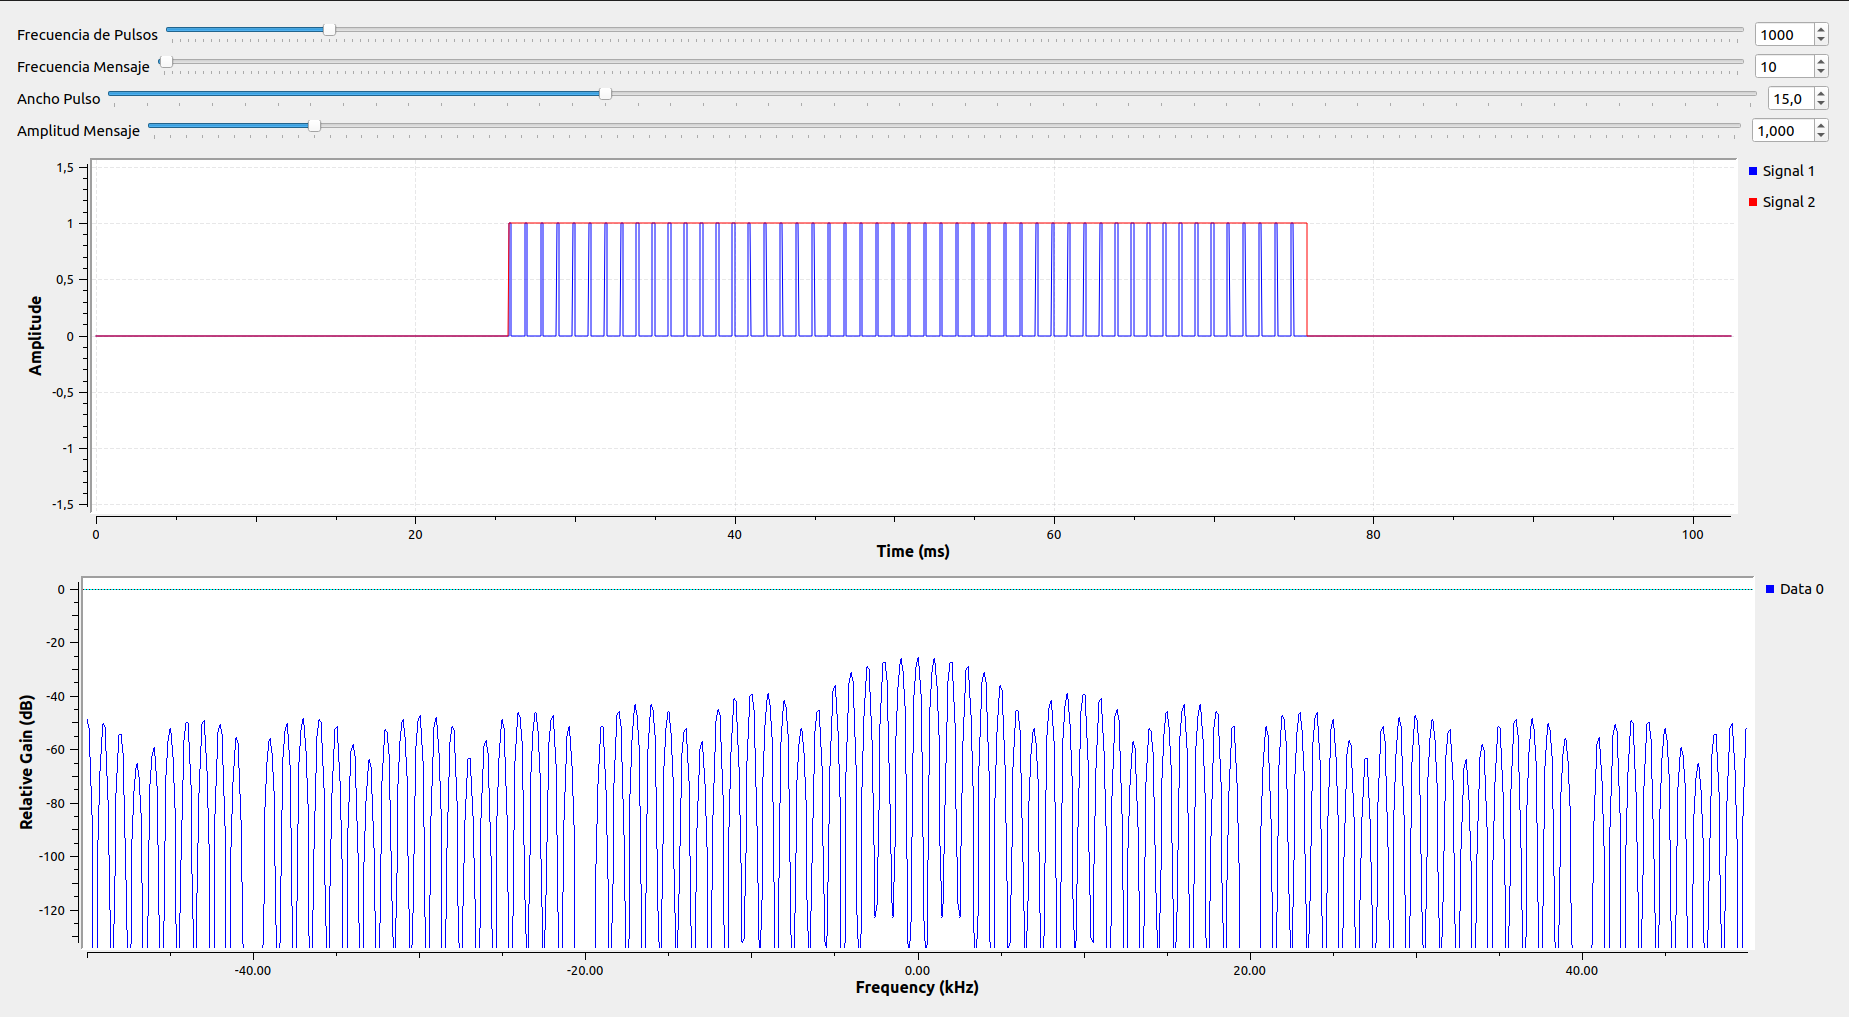 Frecuencia de Pulsos 1000
Frecuencia Mensaje 10
Ancho Pulso 15,0
Amplitud Mensaje 1,000
Signal 1
Signal 2
Amplitude
1,5
1
0,5
0
-0,5
-1
-1,5
0 20 40 60 80 100
Time (ms)
Data 0
Relative Gain (dB)
0
-20
-40
-60
-80
-100
-120
-40.00 -20.00 0.00 20.00 40.00
Frequency (kHz)